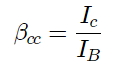 β_cc = I_c / I_B